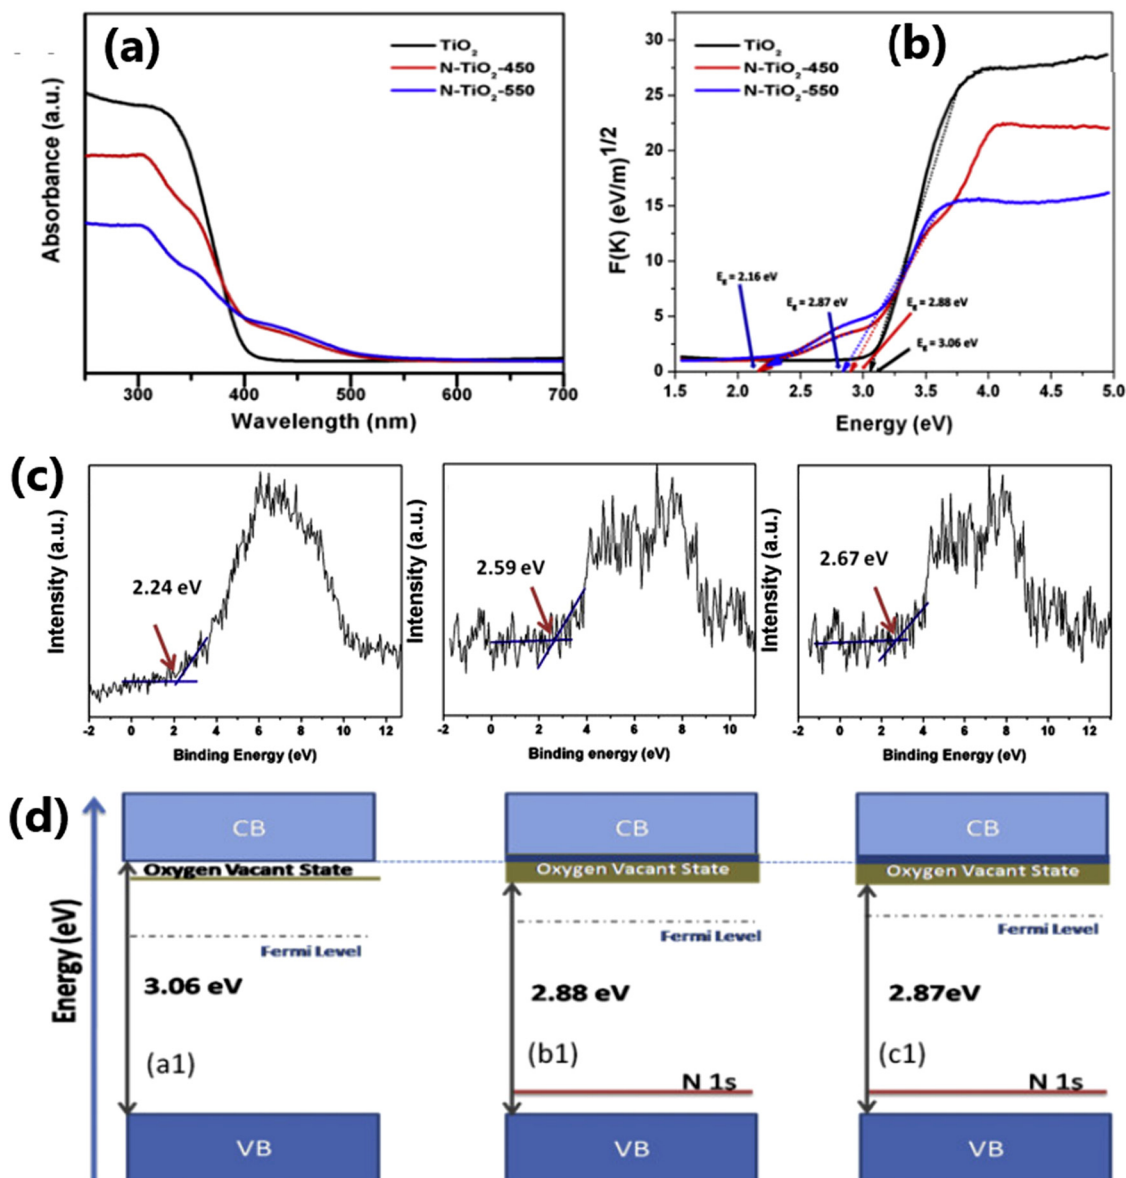 (a)
TiO2
N-TiO2-450
N-TiO2-550
Absorbance (a.u.)
300 400 500 600 700
Wavelength (nm)
(b)
TiO2
N-TiO2-450
N-TiO2-550
F(K) (eV/m)^1/2
30
25
20
15
10
5
0
Eg = 2.16 eV
Eg = 2.87 eV
Eg = 2.88 eV
Eg = 3.06 eV
1.5 2.0 2.5 3.0 3.5 4.0 4.5 5.0
Energy (eV)
(c)
Intensity (a.u.)
2.24 eV
-2 0 2 4 6 8 10 12
Binding Energy (eV)
Intensity (a.u.)
2.59 eV
-2 0 2 4 6 8 10
Binding energy (eV)
Intensity (a.u.)
2.67 eV
-2 0 2 4 6 8 10 12
Binding Energy (eV)
(d)
Energy (eV)
CB
Oxygen Vacant State
Fermi Level
3.06 eV
(a1)
VB
CB
Oxygen Vacant State
Fermi Level
2.88 eV
(b1)
N 1s
VB
CB
Oxygen Vacant State
Fermi Level
2.87eV
(c1)
N 1s
VB